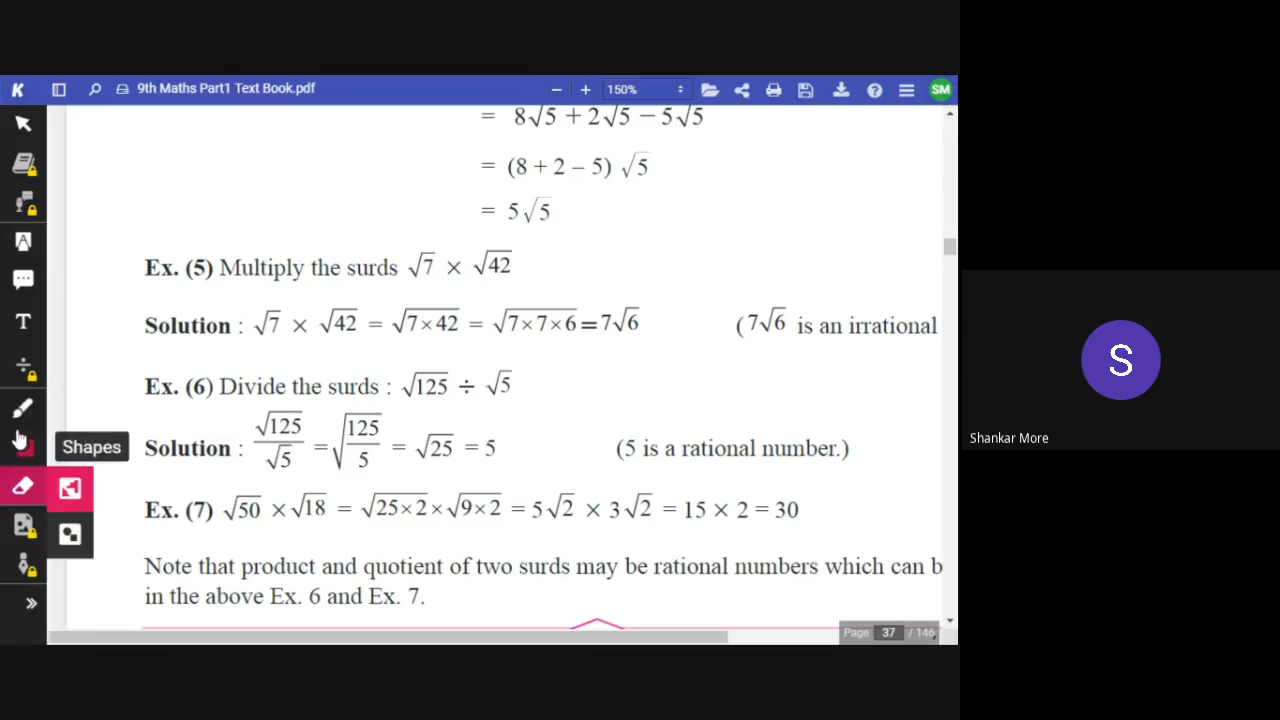 K 9th Maths Part1 Text Book.pdf 150% SM
= 8√5 + 2√5 − 5√5
= (8 + 2 – 5) √5
= 5√5
Ex. (5) Multiply the surds √7 × √42
Solution : √7 × √42 = √(7×42) = √(7×7×6) = 7√6 (7√6 is an irrational
Ex. (6) Divide the surds : √125 ÷ √5
Solution : √125/√5 = √(125/5) = √25 = 5 (5 is a rational number.)
Shapes
Ex. (7) √50 × √18 = √(25×2) × √(9×2) = 5√2 × 3√2 = 15 × 2 = 30
Note that product and quotient of two surds may be rational numbers which can b
in the above Ex. 6 and Ex. 7.
Page 37 / 146
S
Shankar More